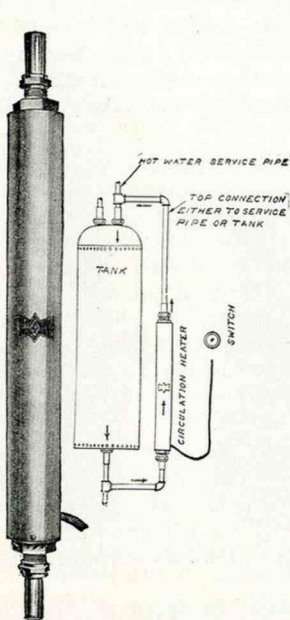 HOT WATER SERVICE PIPE
TOP CONNECTION
EITHER TO SERVICE
PIPE OR TANK
TANK
CIRCULATION HEATER
SWITCH